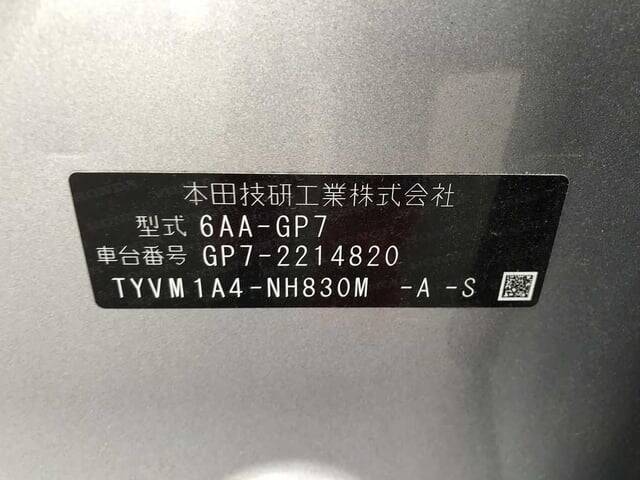 本田技研工業株式会社
型式 6AA-GP7
車台番号 GP7-2214820
TYVM1A4-NH830M -A -S